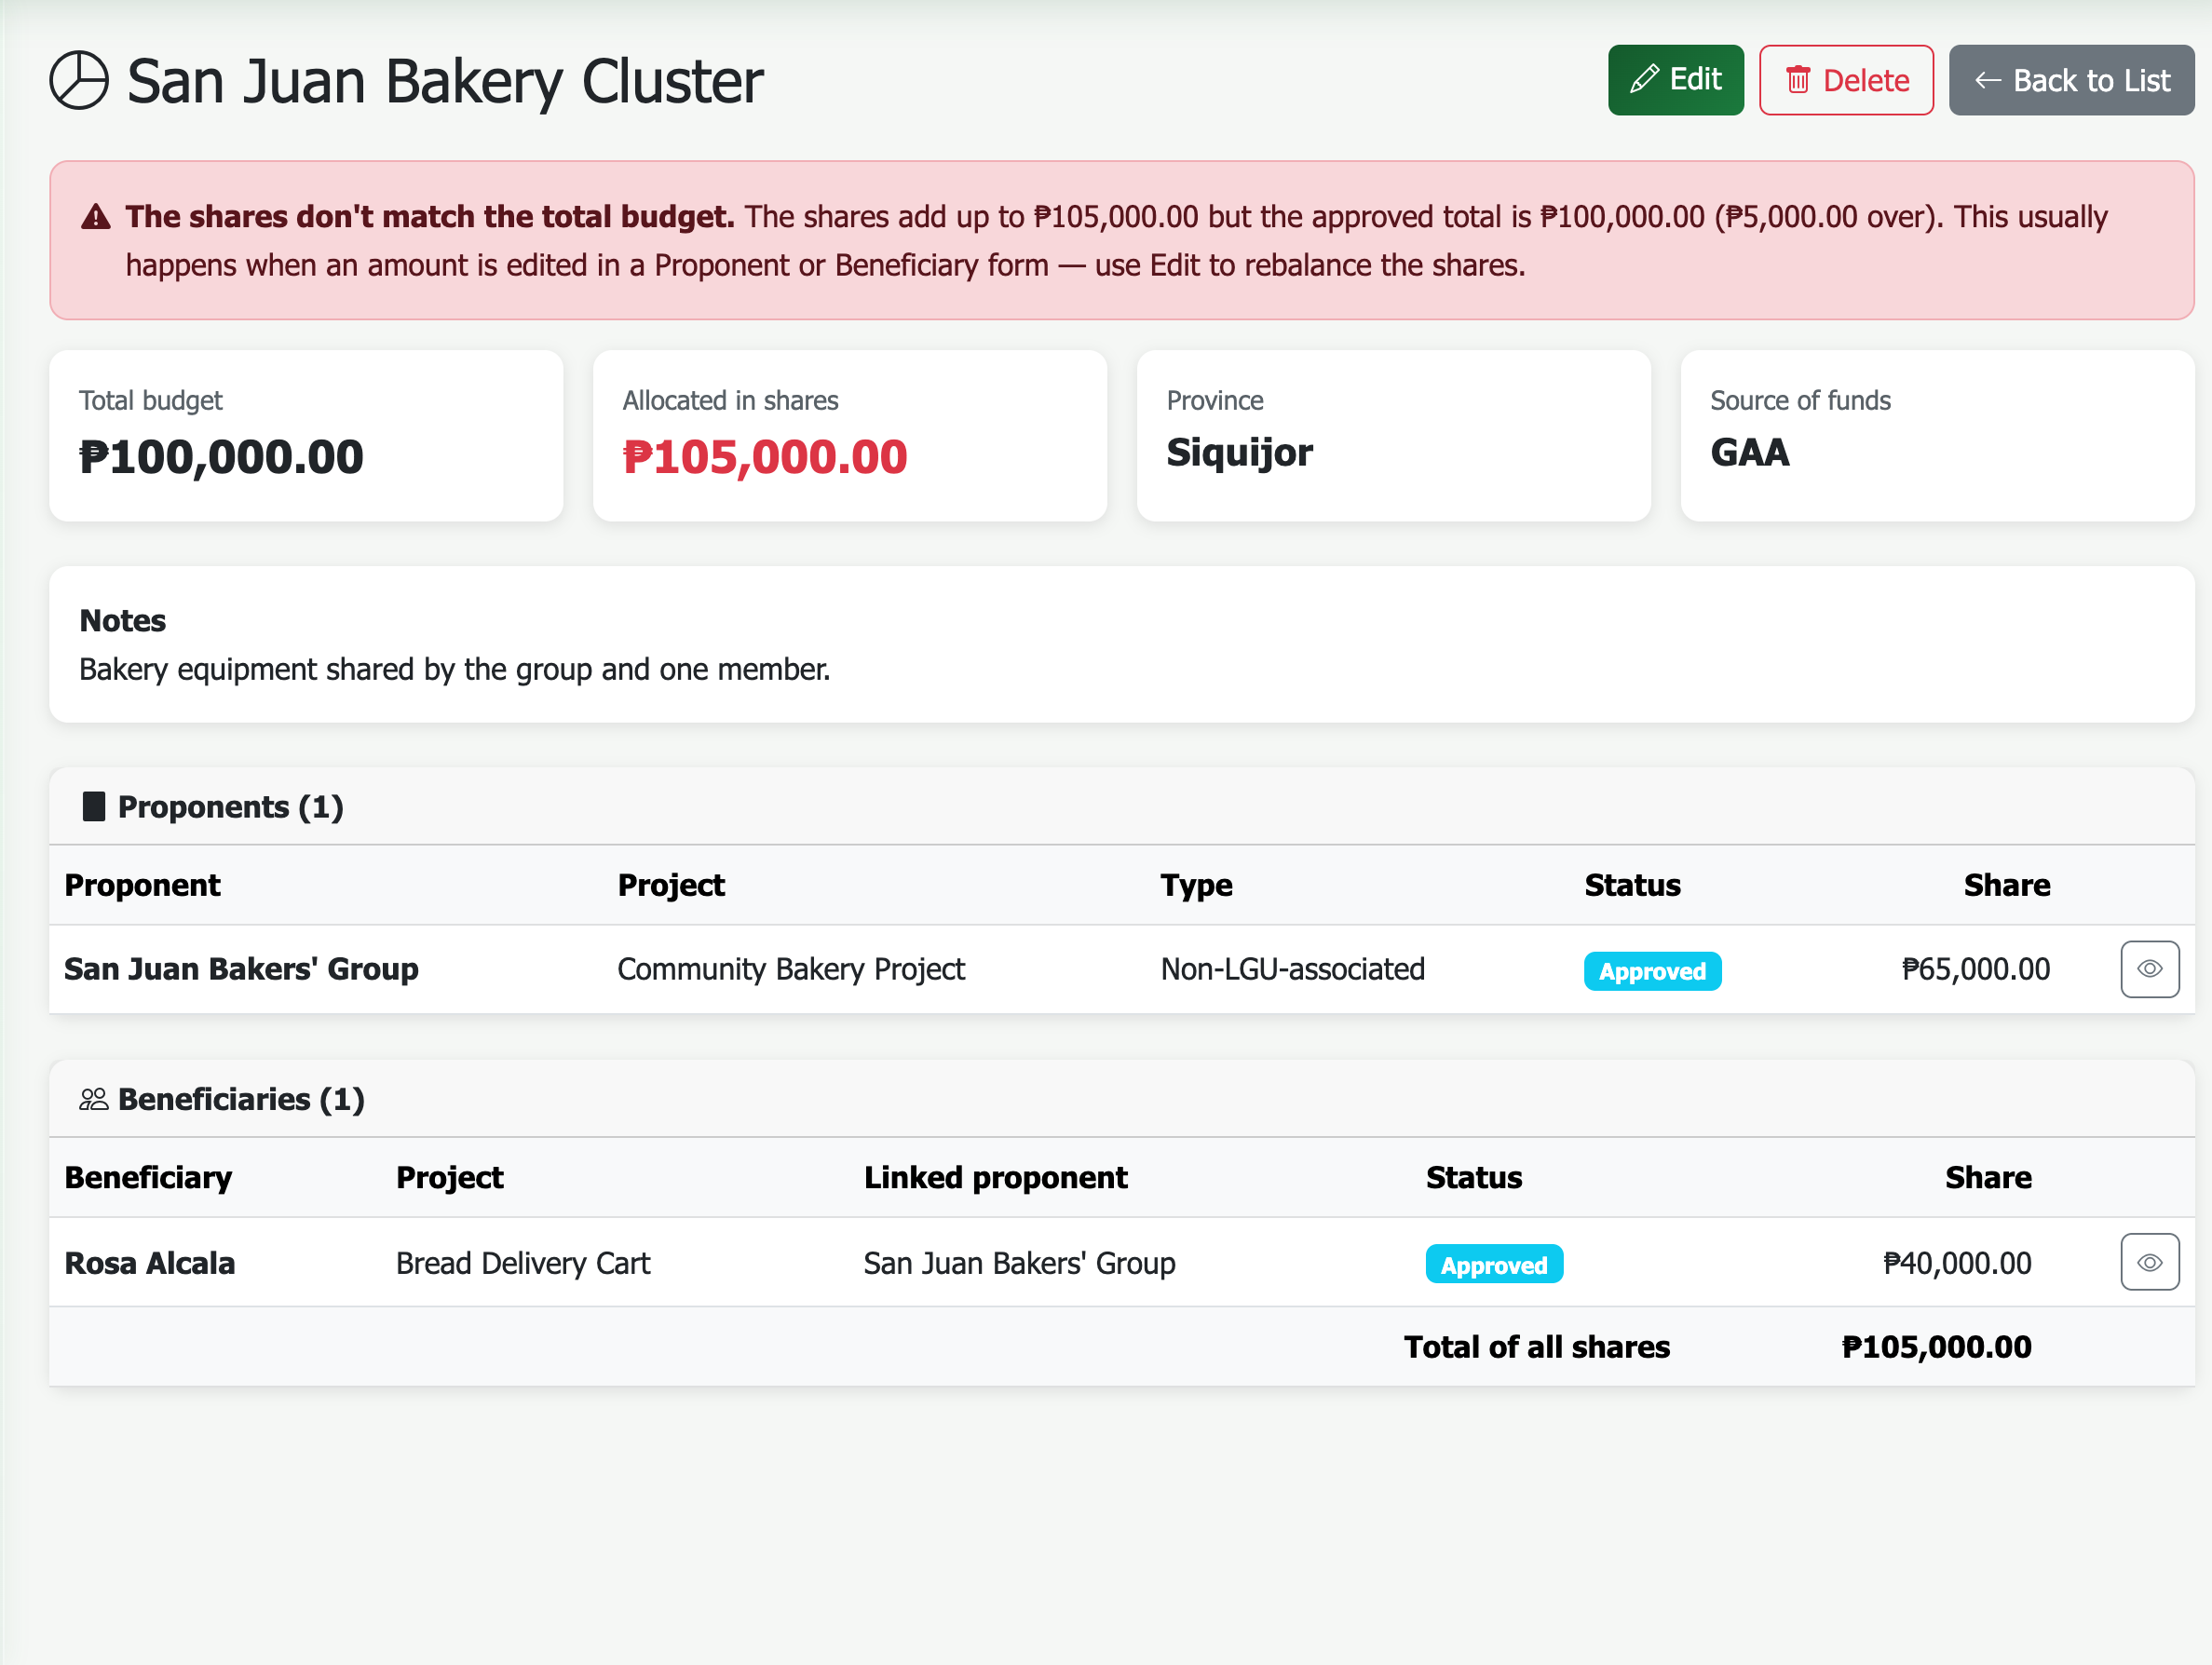 San Juan Bakery Cluster
Edit
Delete
Back to List
The shares don't match the total budget. The shares add up to ₱105,000.00 but the approved total is ₱100,000.00 (₱5,000.00 over). This usually
happens when an amount is edited in a Proponent or Beneficiary form — use Edit to rebalance the shares.
Total budget
₱100,000.00
Allocated in shares
₱105,000.00
Province
Siquijor
Source of funds
GAA
Notes
Bakery equipment shared by the group and one member.
Proponents (1)
Proponent Project Type Status Share
San Juan Bakers' Group Community Bakery Project Non-LGU-associated Approved ₱65,000.00
Beneficiaries (1)
Beneficiary Project Linked proponent Status Share
Rosa Alcala Bread Delivery Cart San Juan Bakers' Group Approved ₱40,000.00
Total of all shares ₱105,000.00